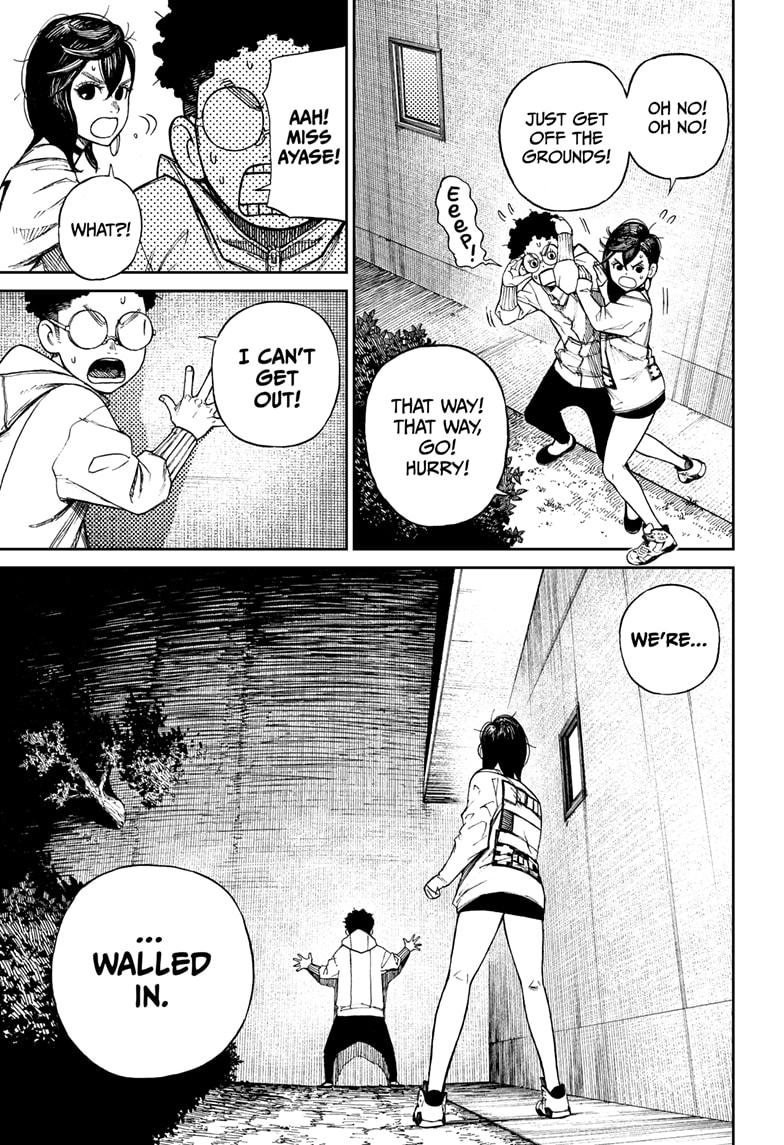 OH NO!
OH NO!
JUST GET
OFF THE
GROUNDS!
EEEP!
THAT WAY!
THAT WAY,
GO!
HURRY!
AAH!
MISS
AYASE!
WHAT?!
I CAN'T
GET
OUT!
WE'RE...
...
WALLED
IN.